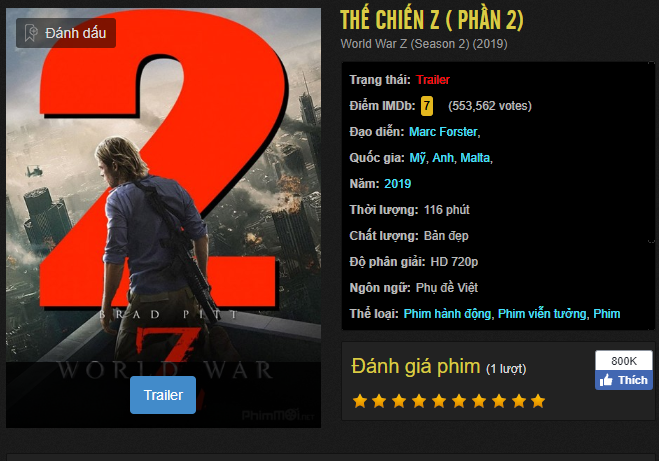 Đánh dấu
2
BRAD PITT
Z
WORLD WAR
Trailer
PhimMoi.net
THẾ CHIẾN Z ( PHẦN 2)
World War Z (Season 2) (2019)
Trạng thái: Trailer
Điểm IMDb: 7 (553,562 votes)
Đạo diễn: Marc Forster,
Quốc gia: Mỹ, Anh, Malta,
Năm: 2019
Thời lượng: 116 phút
Chất lượng: Bản đẹp
Độ phân giải: HD 720p
Ngôn ngữ: Phụ đề Việt
Thể loại: Phim hành động, Phim viễn tưởng, Phim
Đánh giá phim (1 lượt)
800K
Thích